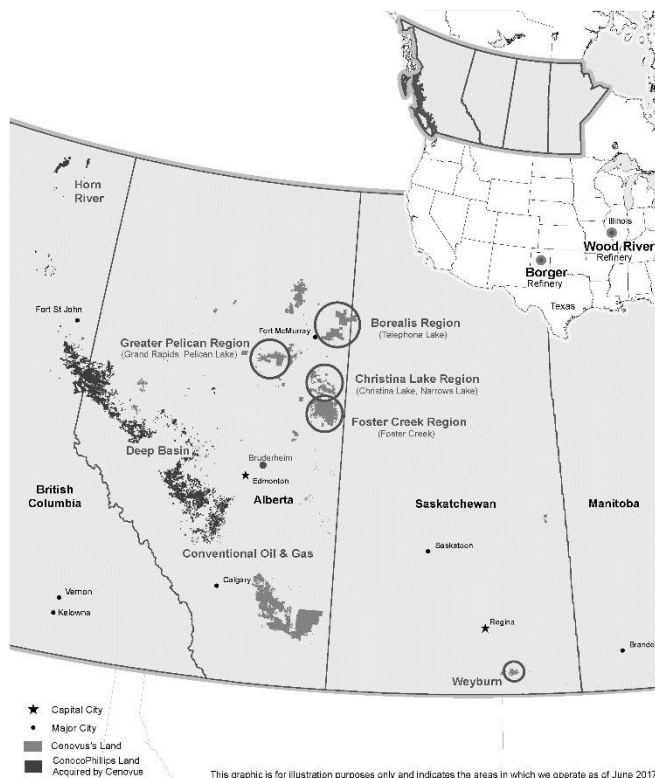 Horn
River
Illinois
Wood River
Refinery
Borger
Refinery
Texas
Fort St John
Fort McMurray
Borealis Region
(Telephone Lake)
Greater Pelican Region
(Grand Rapids, Pelican Lake)
Christina Lake Region
(Christina Lake, Narrows Lake)
Foster Creek Region
(Foster Creek)
Deep Basin
Bruderheim
Edmonton
British
Columbia
Alberta
Saskatchewan
Manitoba
Conventional Oil & Gas
Saskatoon
Calgary
Vernon
Kelowna
Regina
Brando
Weyburn
Capital City
Major City
Cenovus's Land
ConocoPhillips Land
Acquired by Cenovus
This graphic is for illustration purposes only and indicates the areas in which we operate as of June 2017